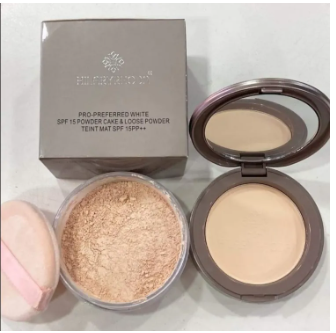 PRO-PREFERRED WHITE
SPF 15 POWDER CAKE & LOOSE POWDER
TEINT MAT SPF 15PP++